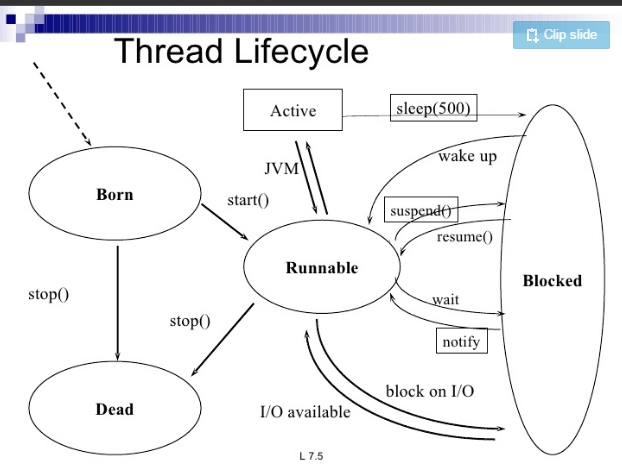 Clip slide
Thread Lifecycle
Active
sleep(500)
JVM
wake up
Born
start()
suspend()
resume()
Runnable
Blocked
stop()
wait
stop()
notify
block on I/O
Dead
I/O available
L 7.5